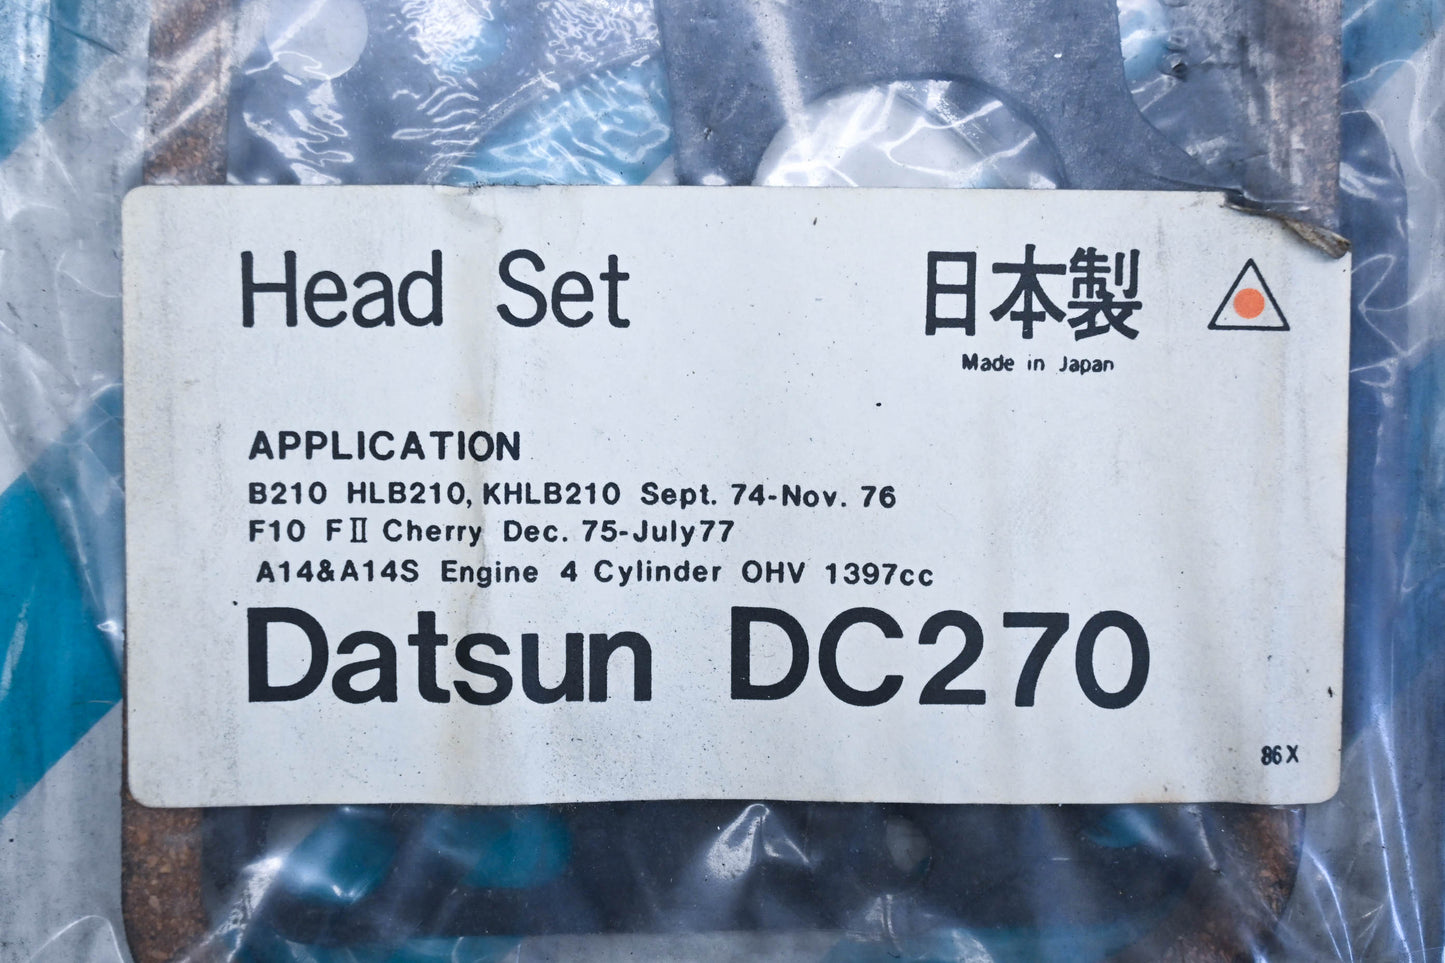 Head Set
日本製
Made in Japan
APPLICATION
B210 HLB210, KHLB210 Sept. 74-Nov. 76
F10 FⅡ Cherry Dec. 75-July77
A14&A14S Engine 4 Cylinder OHV 1397cc
Datsun DC270
86X